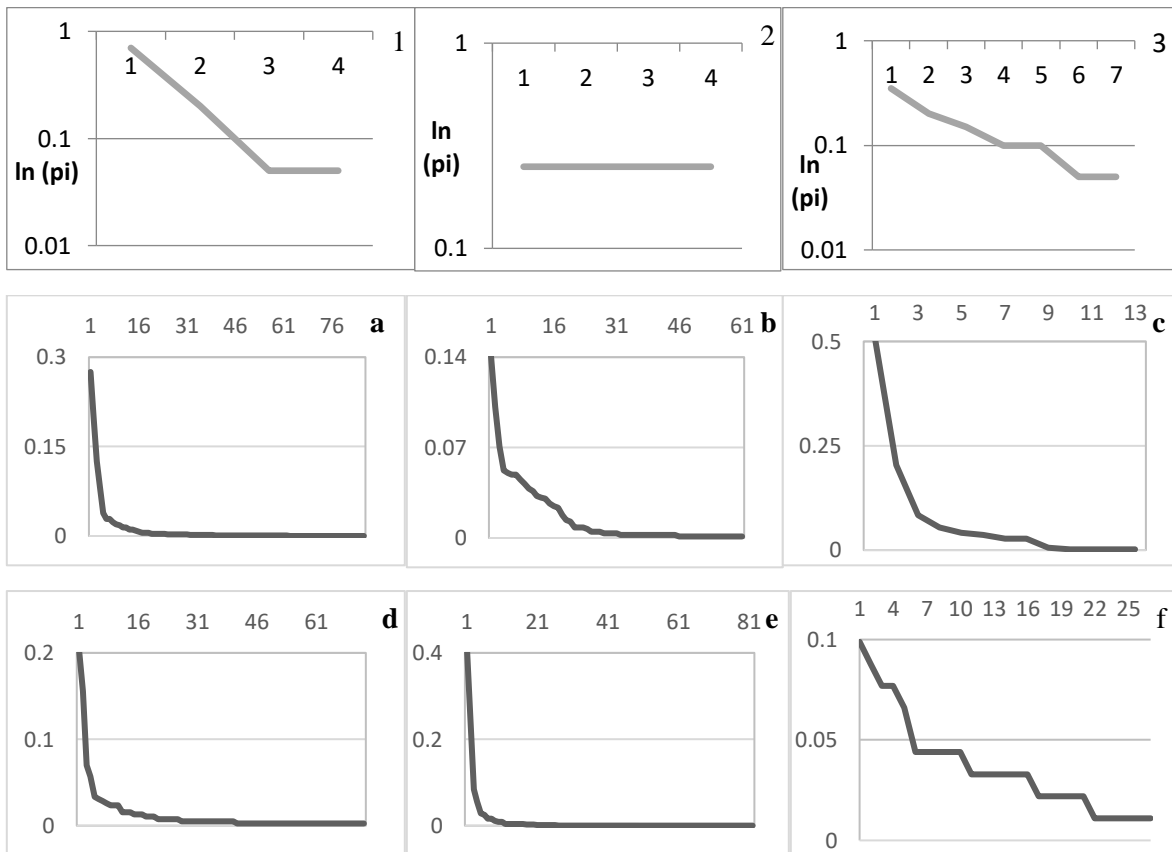 1 1
1 2 3 4
0.1
ln (pi)
0.01
1 2
1 2 3 4
ln
(pi)
0.1
1 3
1 2 3 4 5 6 7
0.1
ln
(pi)
0.01
1 16 31 46 61 76 a
0.3
0.15
0
1 16 31 46 61 b
0.14
0.07
0
1 3 5 7 9 11 13 c
0.5
0.25
0
1 16 31 46 61 d
0.2
0.1
0
1 21 41 61 81 e
0.4
0.2
0
1 4 7 10 13 16 19 22 25 f
0.1
0.05
0